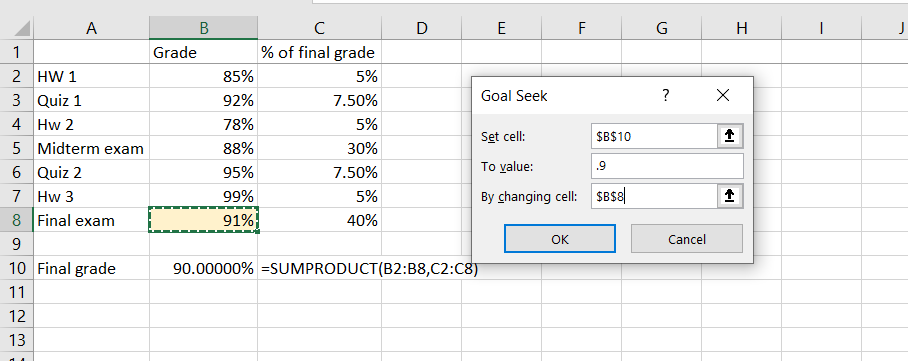 A B C D E F G H I J
1 Grade % of final grade
2 HW 1 85% 5%
3 Quiz 1 92% 7.50%
4 Hw 2 78% 5%
5 Midterm exam 88% 30%
6 Quiz 2 95% 7.50%
7 Hw 3 99% 5%
8 Final exam 91% 40%
9
10 Final grade 90.00000% =SUMPRODUCT(B2:B8,C2:C8)
11
12
13
14
Goal Seek ?
Set cell: $B$10
To value: .9
By changing cell: $B$8
OK Cancel